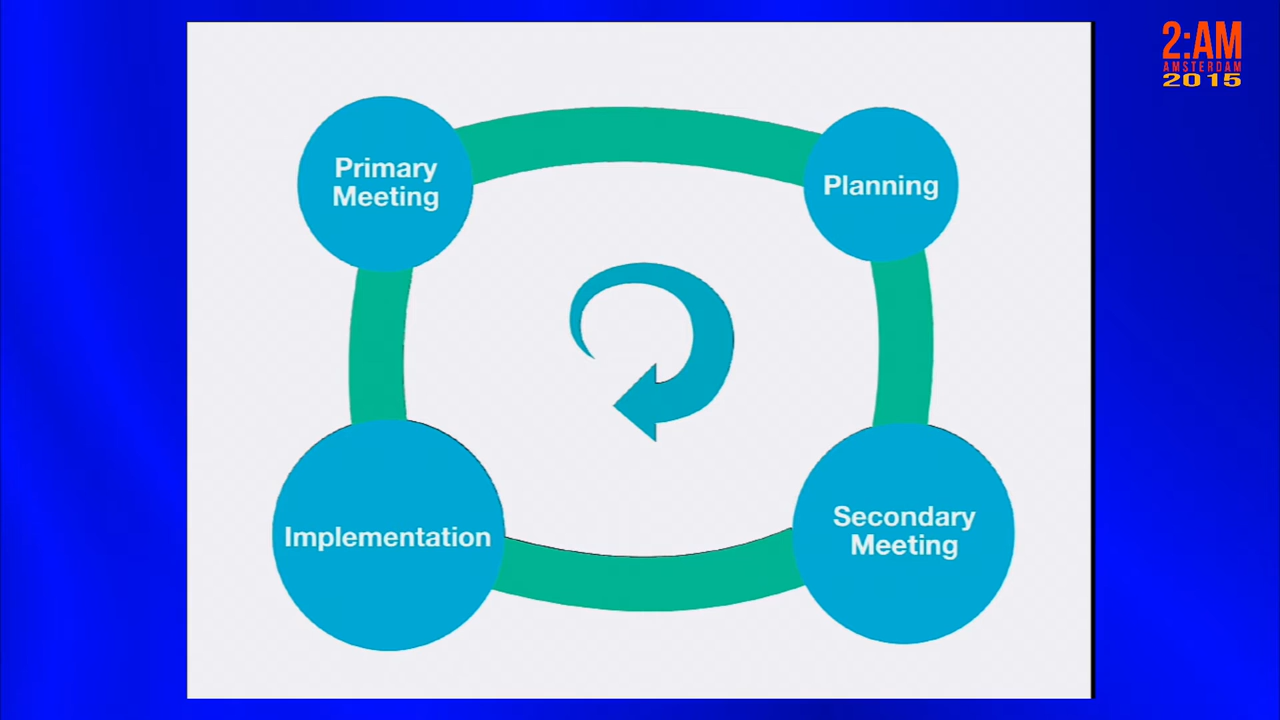 2:AM
AMSTERDAM
2015
Primary
Meeting
Planning
Implementation
Secondary
Meeting